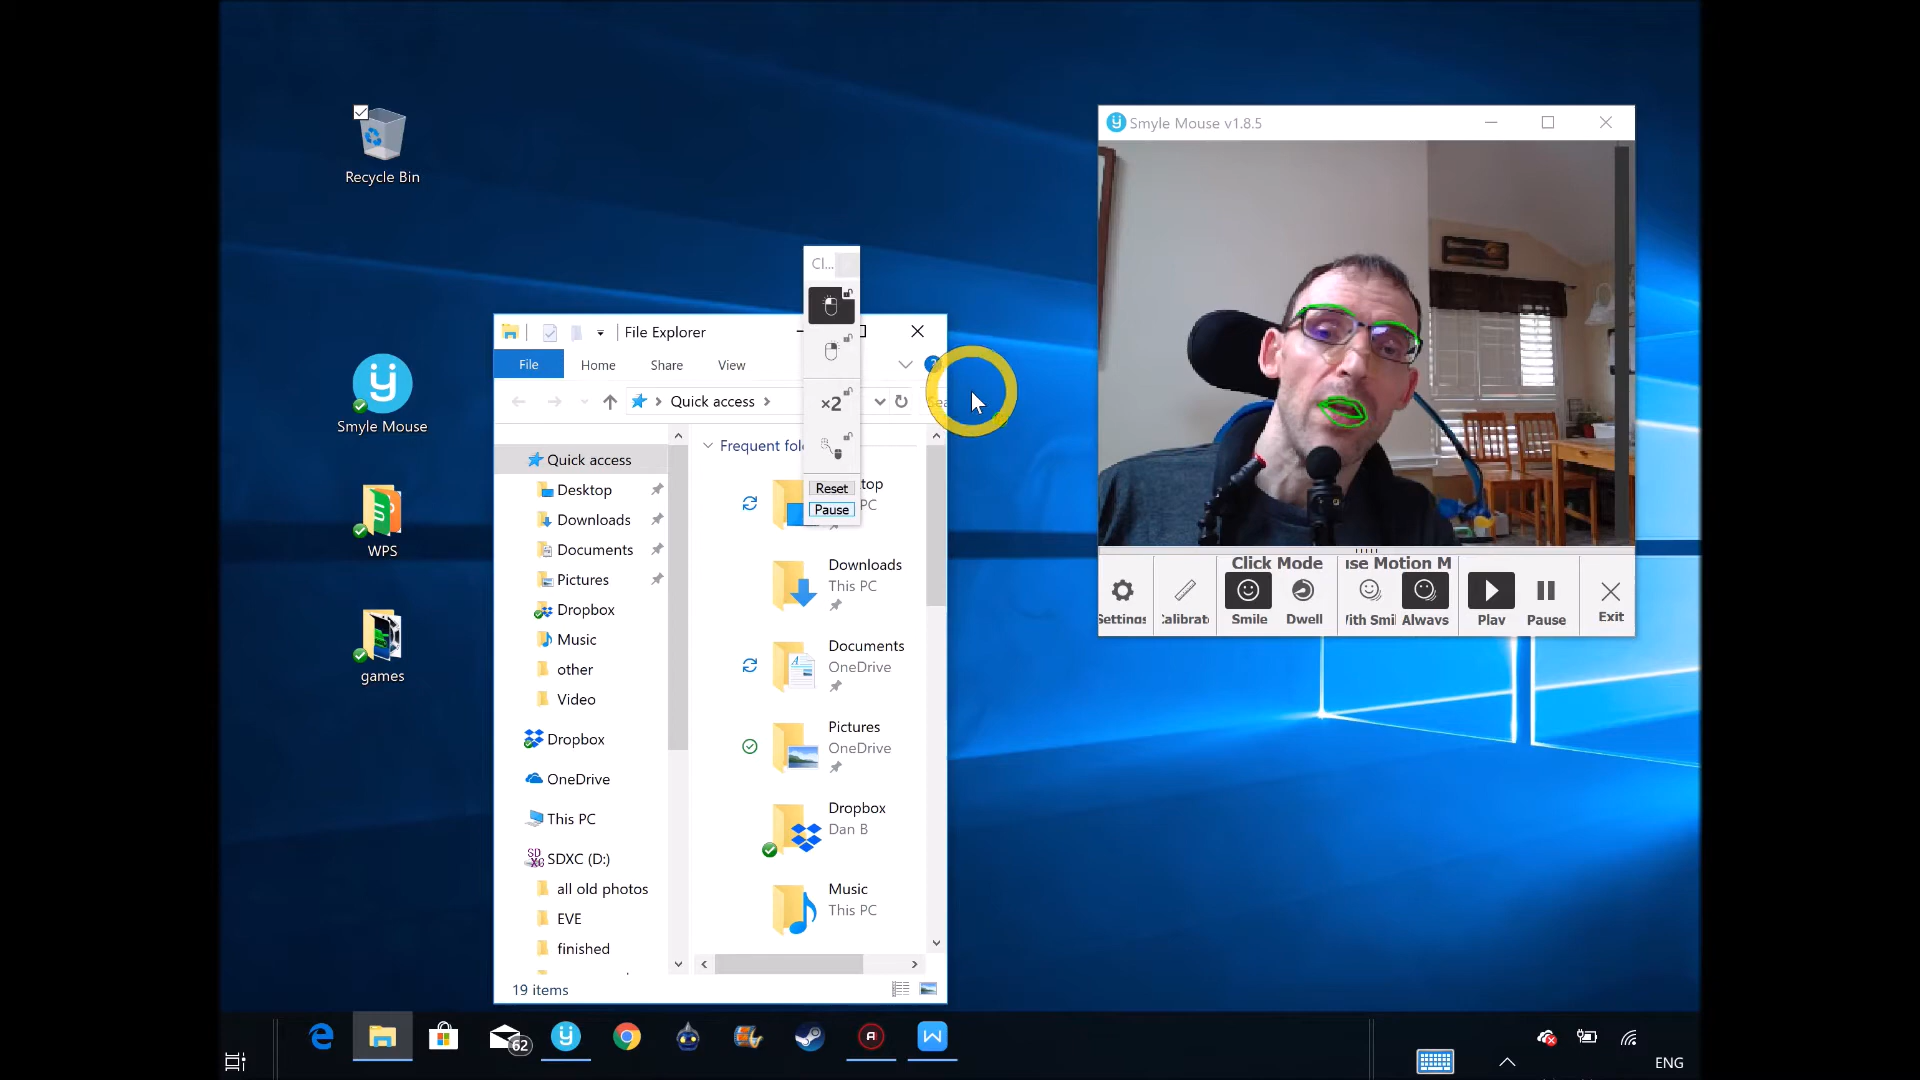 Recycle Bin
Smyle Mouse
WPS
games
Cl...
×2
Reset
Pause
File Explorer
File
Home
Share
View
Quick access
Frequent fol
Quick access
Desktop
Downloads
Documents
Pictures
Dropbox
Music
other
Video
Dropbox
OneDrive
This PC
SDXC (D:)
all old photos
EVE
finished
top
PC
Downloads
This PC
Documents
OneDrive
Pictures
OneDrive
Dropbox
Dan B
Music
This PC
19 items
Smyle Mouse v1.8.5
Click Mode
use Motion M
Settings
Calibrat
Smile
Dwell
With Smi
Always
Play
Pause
Exit
62
ENG